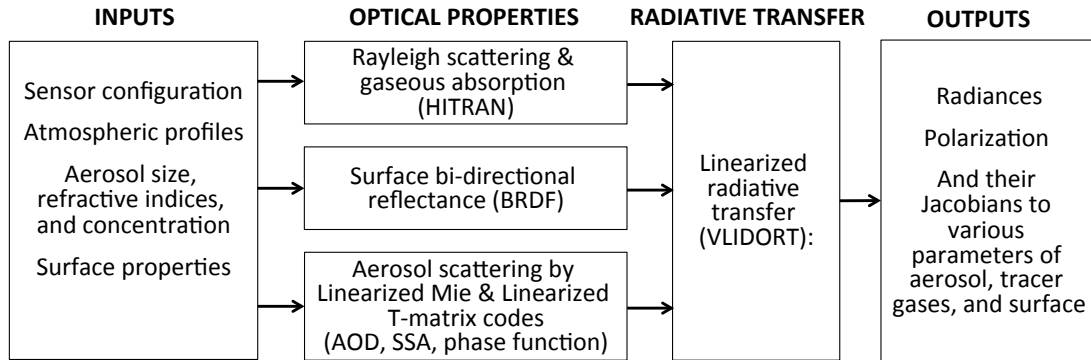 INPUTS
OPTICAL PROPERTIES
RADIATIVE TRANSFER
OUTPUTS
Sensor configuration
Atmospheric profiles
Aerosol size,
refractive indices,
and concentration
Surface properties
Rayleigh scattering &
gaseous absorption
(HITRAN)
Surface bi-directional
reflectance (BRDF)
Aerosol scattering by
Linearized Mie & Linearized
T-matrix codes
(AOD, SSA, phase function)
Linearized
radiative
transfer
(VLIDORT):
Radiances
Polarization
And their
Jacobians to
various
parameters of
aerosol, tracer
gases, and surface